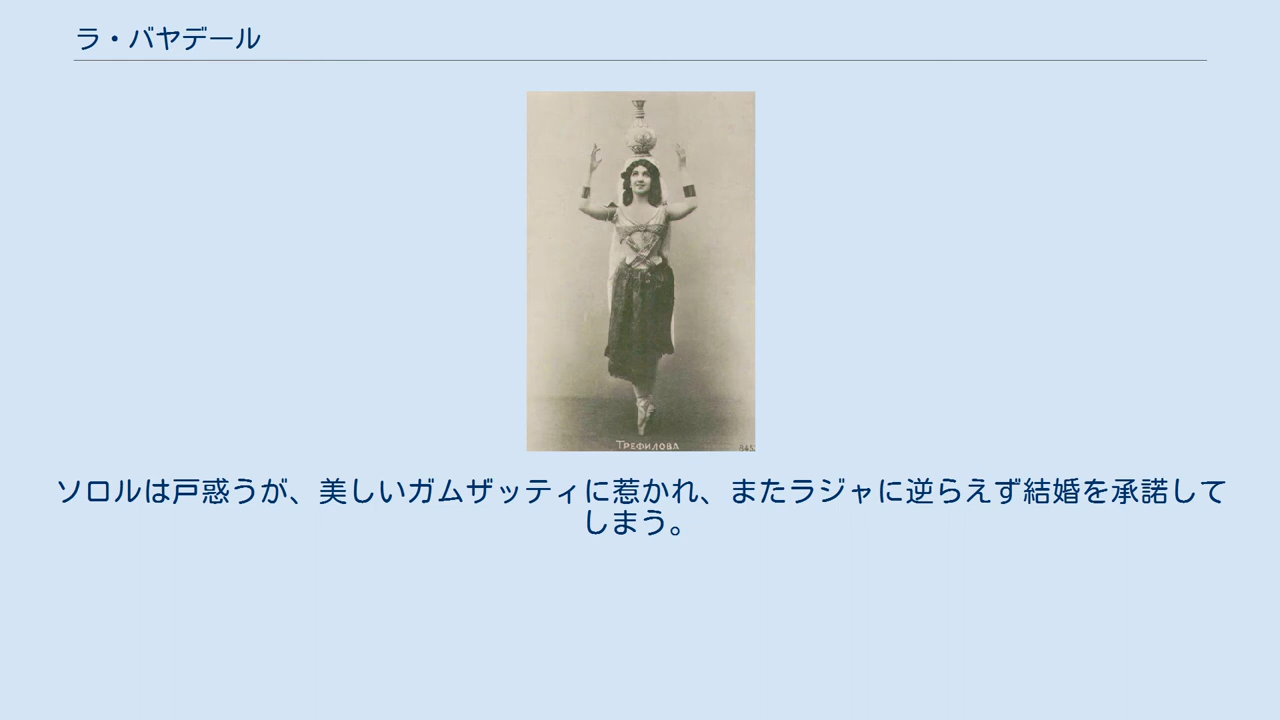 ラ・バヤデール
ТРЕФИЛОВА
845.
ソロルは戸惑うが、美しいガムザッティに惹かれ、またラジャに逆らえず結婚を承諾して
しまう。